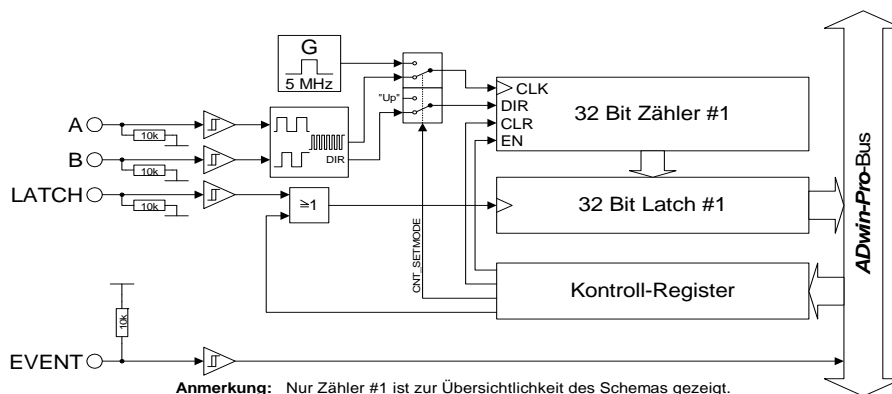 G
5 MHz
"Up"
CLK
DIR
CLR
EN
32 Bit Zähler #1
A
10k
DIR
B
10k
LATCH
10k
≧1
32 Bit Latch #1
CNT_SETMODE
Kontroll-Register
ADwin-Pro-Bus
10k
EVENT
Anmerkung: Nur Zähler #1 ist zur Übersichtlichkeit des Schemas gezeigt.